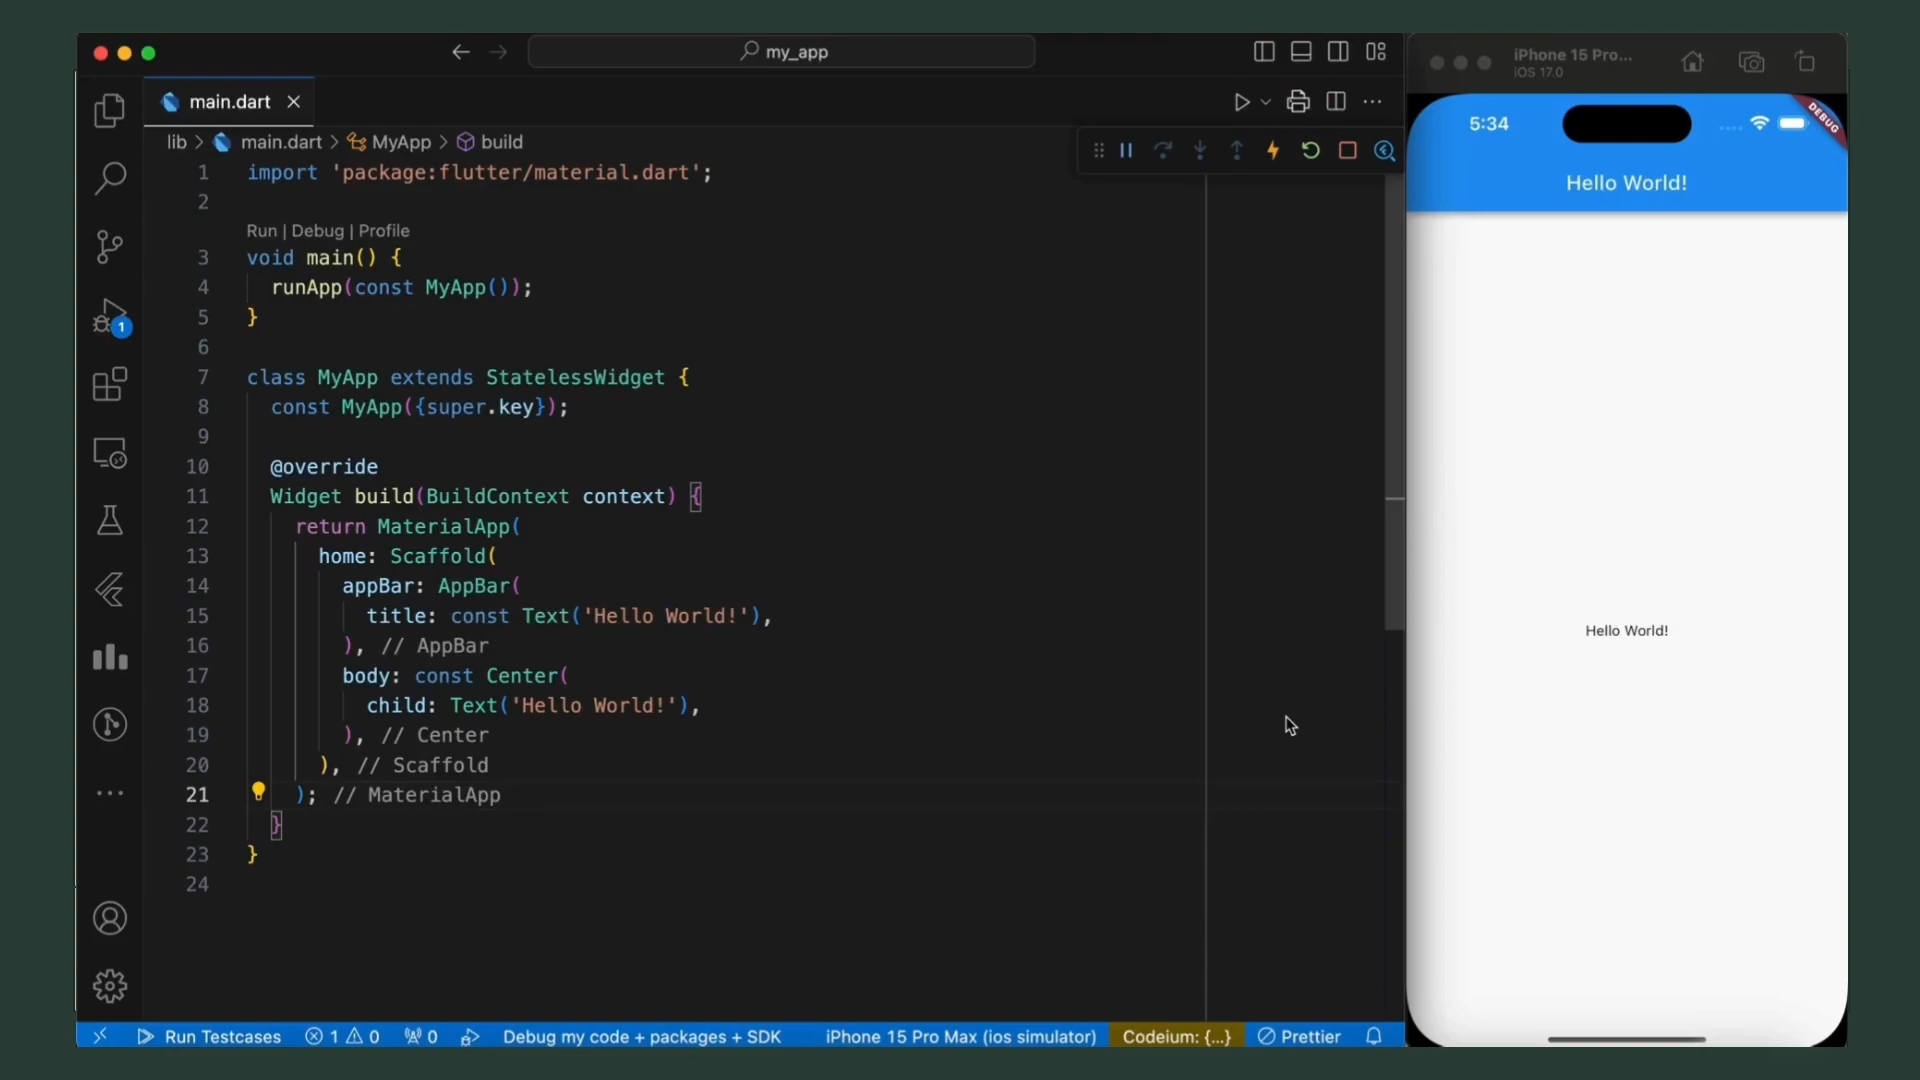 my_app
main.dart
lib > main.dart > MyApp > build
1 import 'package:flutter/material.dart';
2
Run | Debug | Profile
3 void main() {
4 runApp(const MyApp());
5 }
6
7 class MyApp extends StatelessWidget {
8 const MyApp({super.key});
9
10 @override
11 Widget build(BuildContext context) {
12 return MaterialApp(
13 home: Scaffold(
14 appBar: AppBar(
15 title: const Text('Hello World!'),
16 ), // AppBar
17 body: const Center(
18 child: Text('Hello World!'),
19 ), // Center
20 ), // Scaffold
21 ); // MaterialApp
22 }
23 }
24
1
Run Testcases 1 0 0 Debug my code + packages + SDK iPhone 15 Pro Max (ios simulator) Codeium: {...} Prettier
iPhone 15 Pro...
iOS 17.0
5:34
DEBUG
Hello World!
Hello World!